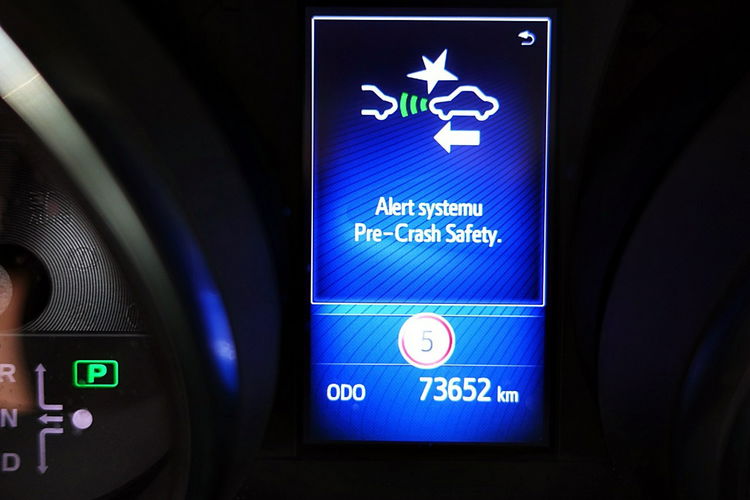 Alert systemu
Pre-Crash Safety.
5
ODO 73652 km
P
R
N
D